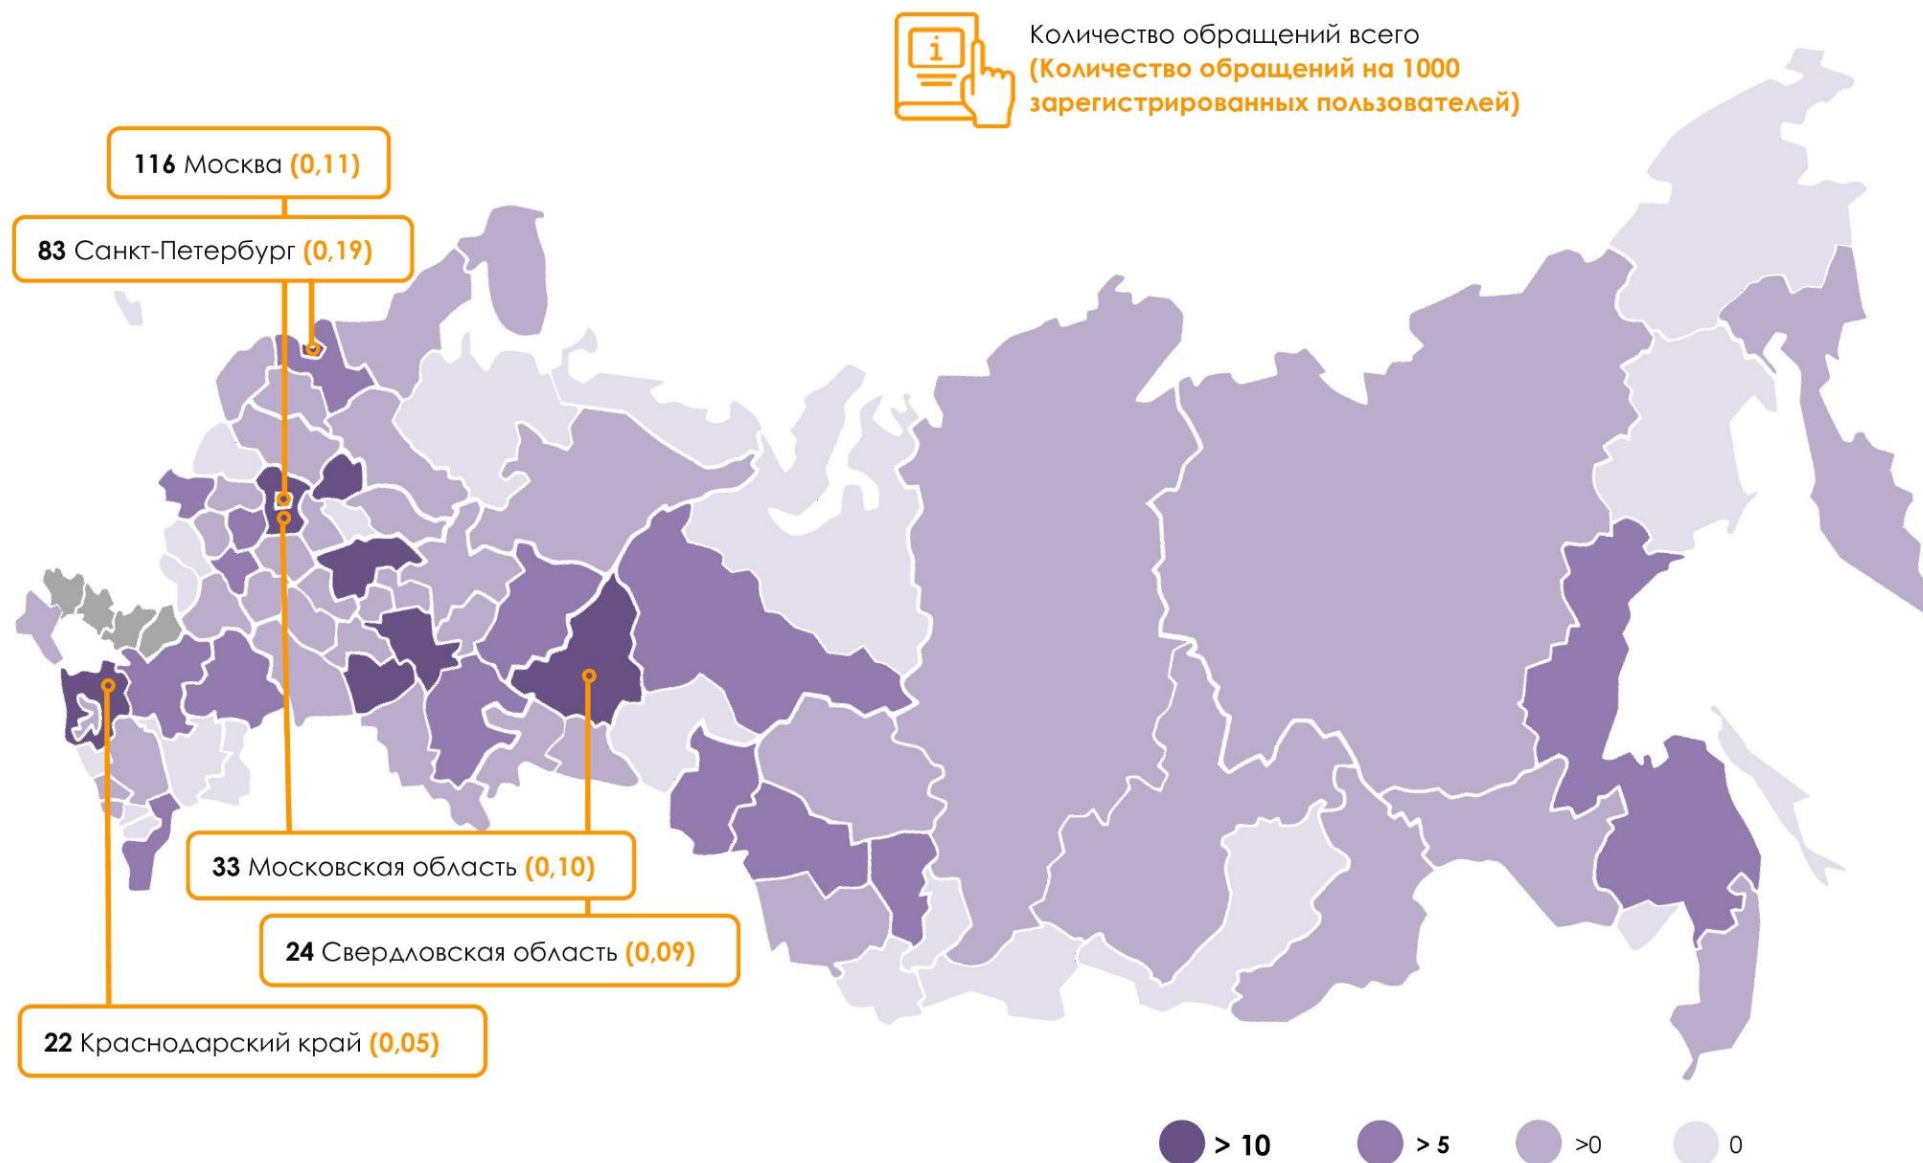 i
Количество обращений всего
(Количество обращений на 1000
зарегистрированных пользователей)
116 Москва (0,11)
83 Санкт-Петербург (0,19)
33 Московская область (0,10)
24 Свердловская область (0,09)
22 Краснодарский край (0,05)
> 10
> 5
>0
0